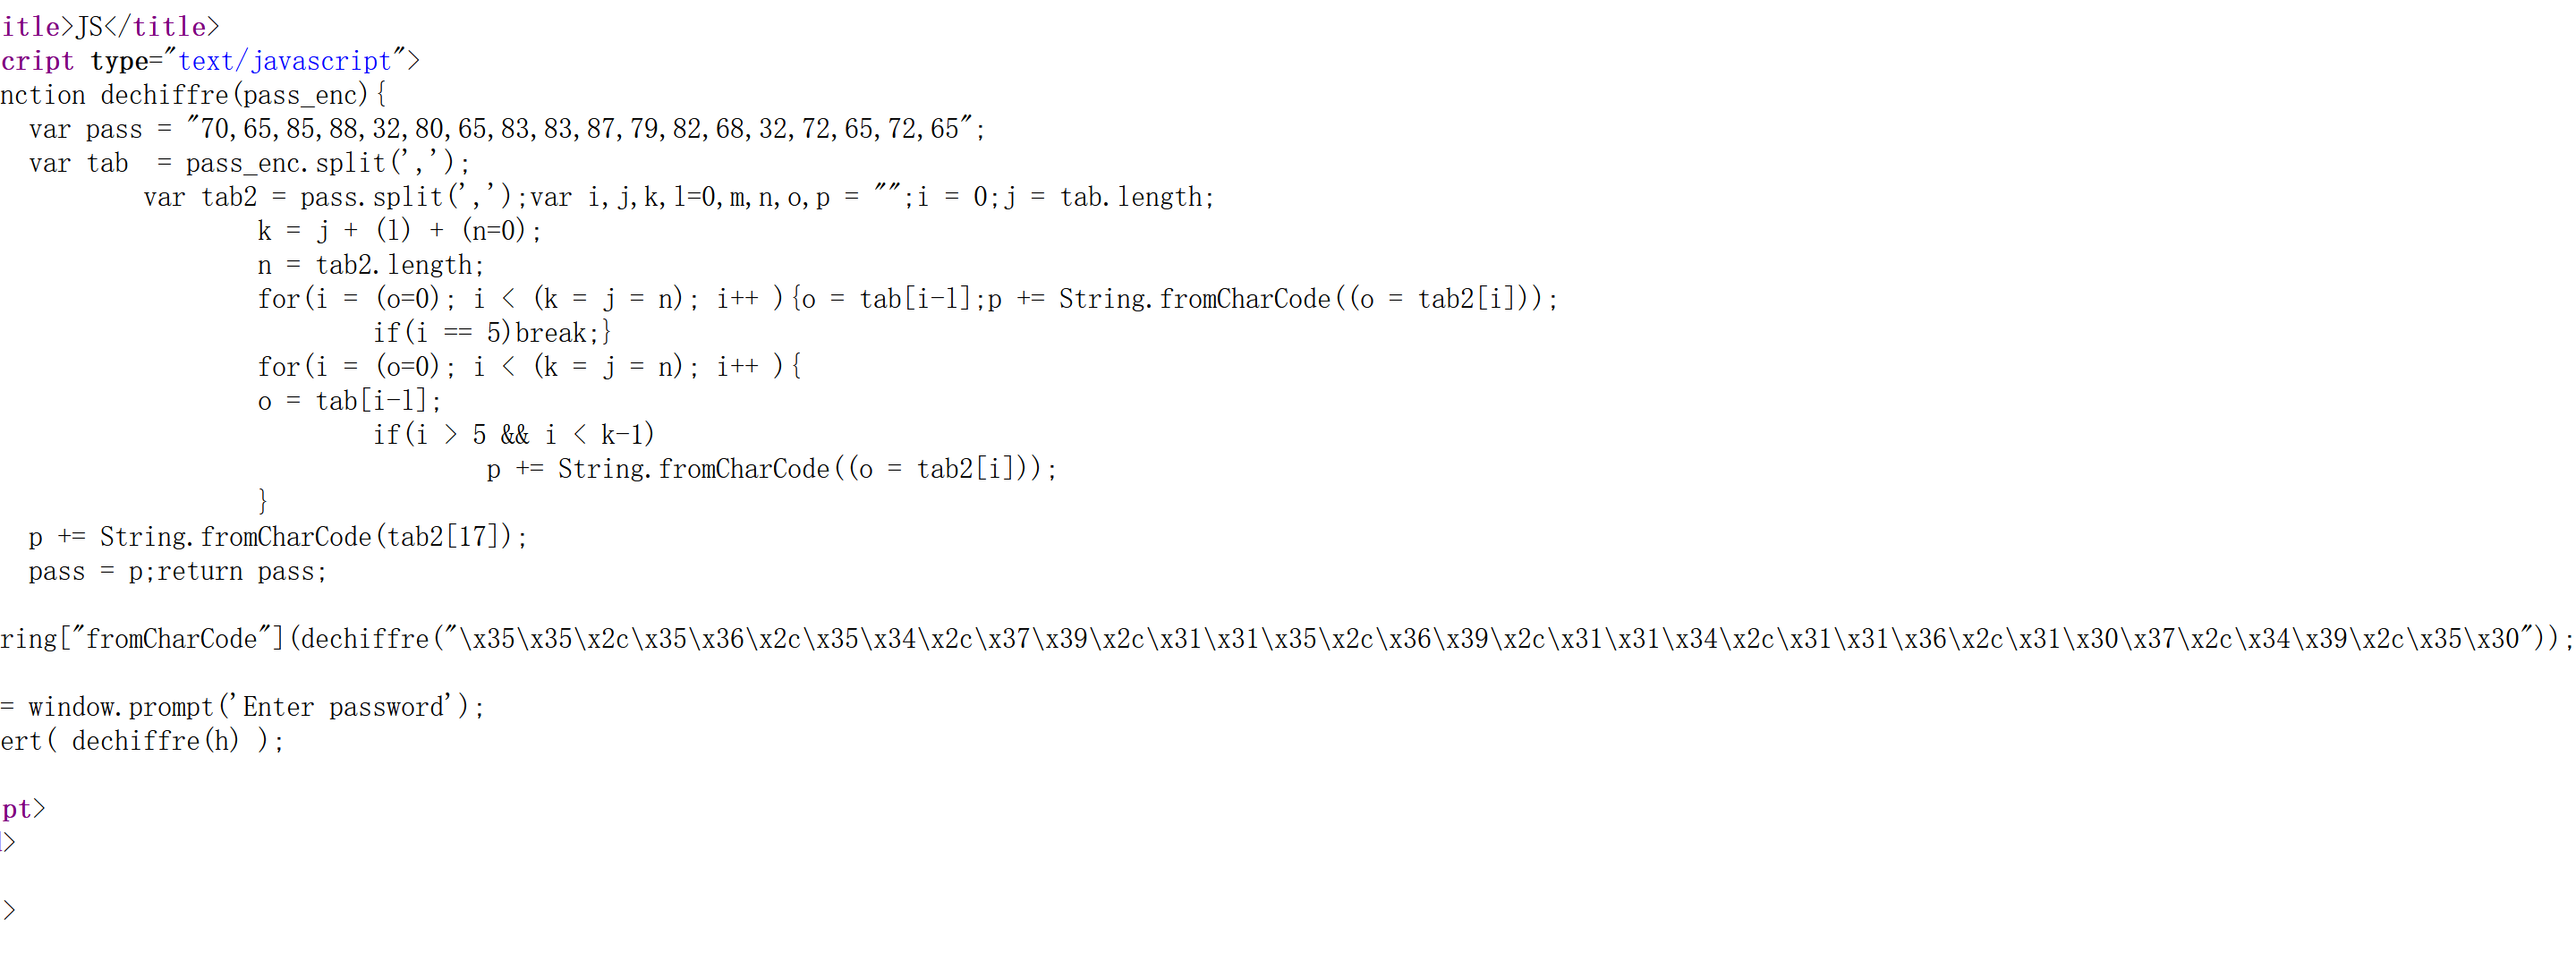 itle>JS</title>
cript type="text/javascript">
nction dechiffre(pass_enc){
var pass = "70,65,85,88,32,80,65,83,83,87,79,82,68,32,72,65,72,65";
var tab  = pass_enc.split(',');
var tab2 = pass.split(',');var i,j,k,l=0,m,n,o,p = "";i = 0;j = tab.length;
k = j + (l) + (n=0);
n = tab2.length;
for(i = (o=0); i < (k = j = n); i++ ){o = tab[i-l];p += String.fromCharCode((o = tab2[i]));
if(i == 5)break;}
for(i = (o=0); i < (k = j = n); i++ ){
o = tab[i-l];
if(i > 5 && i < k-1)
p += String.fromCharCode((o = tab2[i]));
}
p += String.fromCharCode(tab2[17]);
pass = p;return pass;
ring["fromCharCode"](dechiffre("\x35\x35\x2c\x35\x36\x2c\x35\x34\x2c\x37\x39\x2c\x31\x31\x35\x2c\x36\x39\x2c\x31\x31\x34\x2c\x31\x31\x36\x2c\x31\x30\x37\x2c\x34\x39\x2c\x35\x30"));
= window.prompt('Enter password');
ert( dechiffre(h) );
pt>
>
>